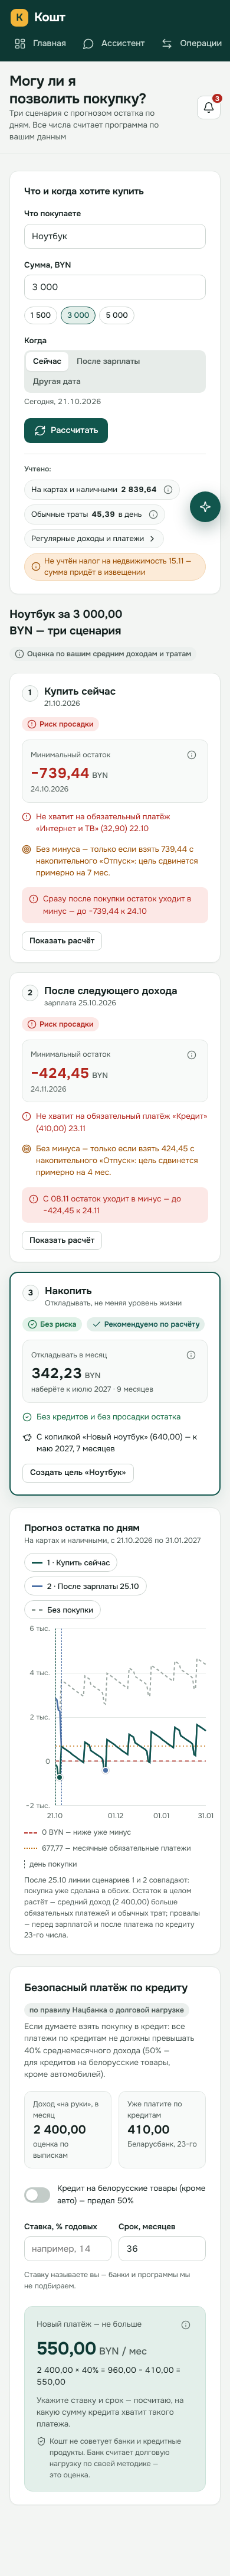 К Кошт
Главная Ассистент Операции
Могу ли я
позволить покупку?
Три сценария с прогнозом остатка по
дням. Все числа считает программа по
вашим данным
3
Что и когда хотите купить
Что покупаете
Ноутбук
Сумма, BYN
3 000
1 500 3 000 5 000
Когда
Сейчас После зарплаты
Другая дата
Сегодня, 21.10.2026
Рассчитать
Учтено:
На картах и наличными 2 839,64
Обычные траты 45,39 в день
Регулярные доходы и платежи
Не учтён налог на недвижимость 15.11 —
сумма придёт в извещении
Ноутбук за 3 000,00
BYN — три сценария
Оценка по вашим средним доходам и тратам
1 Купить сейчас
21.10.2026
Риск просадки
Минимальный остаток
−739,44 BYN
24.10.2026
Не хватит на обязательный платёж
«Интернет и ТВ» (32,90) 22.10
Без минуса — только если взять 739,44 с
накопительного «Отпуск»: цель сдвинется
примерно на 7 мес.
Сразу после покупки остаток уходит в
минус — до −739,44 к 24.10
Показать расчёт
2 После следующего дохода
зарплата 25.10.2026
Риск просадки
Минимальный остаток
−424,45 BYN
24.11.2026
Не хватит на обязательный платёж «Кредит»
(410,00) 23.11
Без минуса — только если взять 424,45 с
накопительного «Отпуск»: цель сдвинется
примерно на 4 мес.
С 08.11 остаток уходит в минус — до
−424,45 к 24.11
Показать расчёт
3 Накопить
Откладывать, не меняя уровень жизни
Без риска Рекомендуемо по расчёту
Откладывать в месяц
342,23 BYN
наберёте к июлю 2027 · 9 месяцев
Без кредитов и без просадки остатка
С копилкой «Новый ноутбук» (640,00) — к
маю 2027, 7 месяцев
Создать цель «Ноутбук»
Прогноз остатка по дням
На картах и наличными, с 21.10.2026 по 31.01.2027
1 · Купить сейчас
2 · После зарплаты 25.10
Без покупки
6 тыс.
4 тыс.
2 тыс.
0
−2 тыс.
21.10 01.12 01.01 31.01
0 BYN — ниже уже минус
677,77 — месячные обязательные платежи
день покупки
После 25.10 линии сценариев 1 и 2 совпадают:
покупка уже сделана в обоих. Остаток в целом
растёт — средний доход (2 400,00) больше
обязательных платежей и обычных трат; провалы
— перед зарплатой и после платежа по кредиту
23-го числа.
Безопасный платёж по кредиту
по правилу Нацбанка о долговой нагрузке
Если думаете взять покупку в кредит: все
платежи по кредитам не должны превышать
40% среднемесячного дохода (50% —
для кредитов на белорусские товары,
кроме автомобилей).
Доход «на руки», в
месяц
2 400,00
оценка по
выпискам
Уже платите по
кредитам
410,00
Беларусбанк, 23-го
Кредит на белорусские товары (кроме
авто) — предел 50%
Ставка, % годовых Срок, месяцев
например, 14 36
Ставку называете вы — банки и программы мы
не подбираем.
Новый платёж — не больше
550,00 BYN / мес
2 400,00 × 40% = 960,00 − 410,00 =
550,00
Укажите ставку и срок — посчитаю, на
какую сумму кредита хватит такого
платежа.
Кошт не советует банки и кредитные
продукты. Банк считает долговую
нагрузку по своей методике —
это оценка.